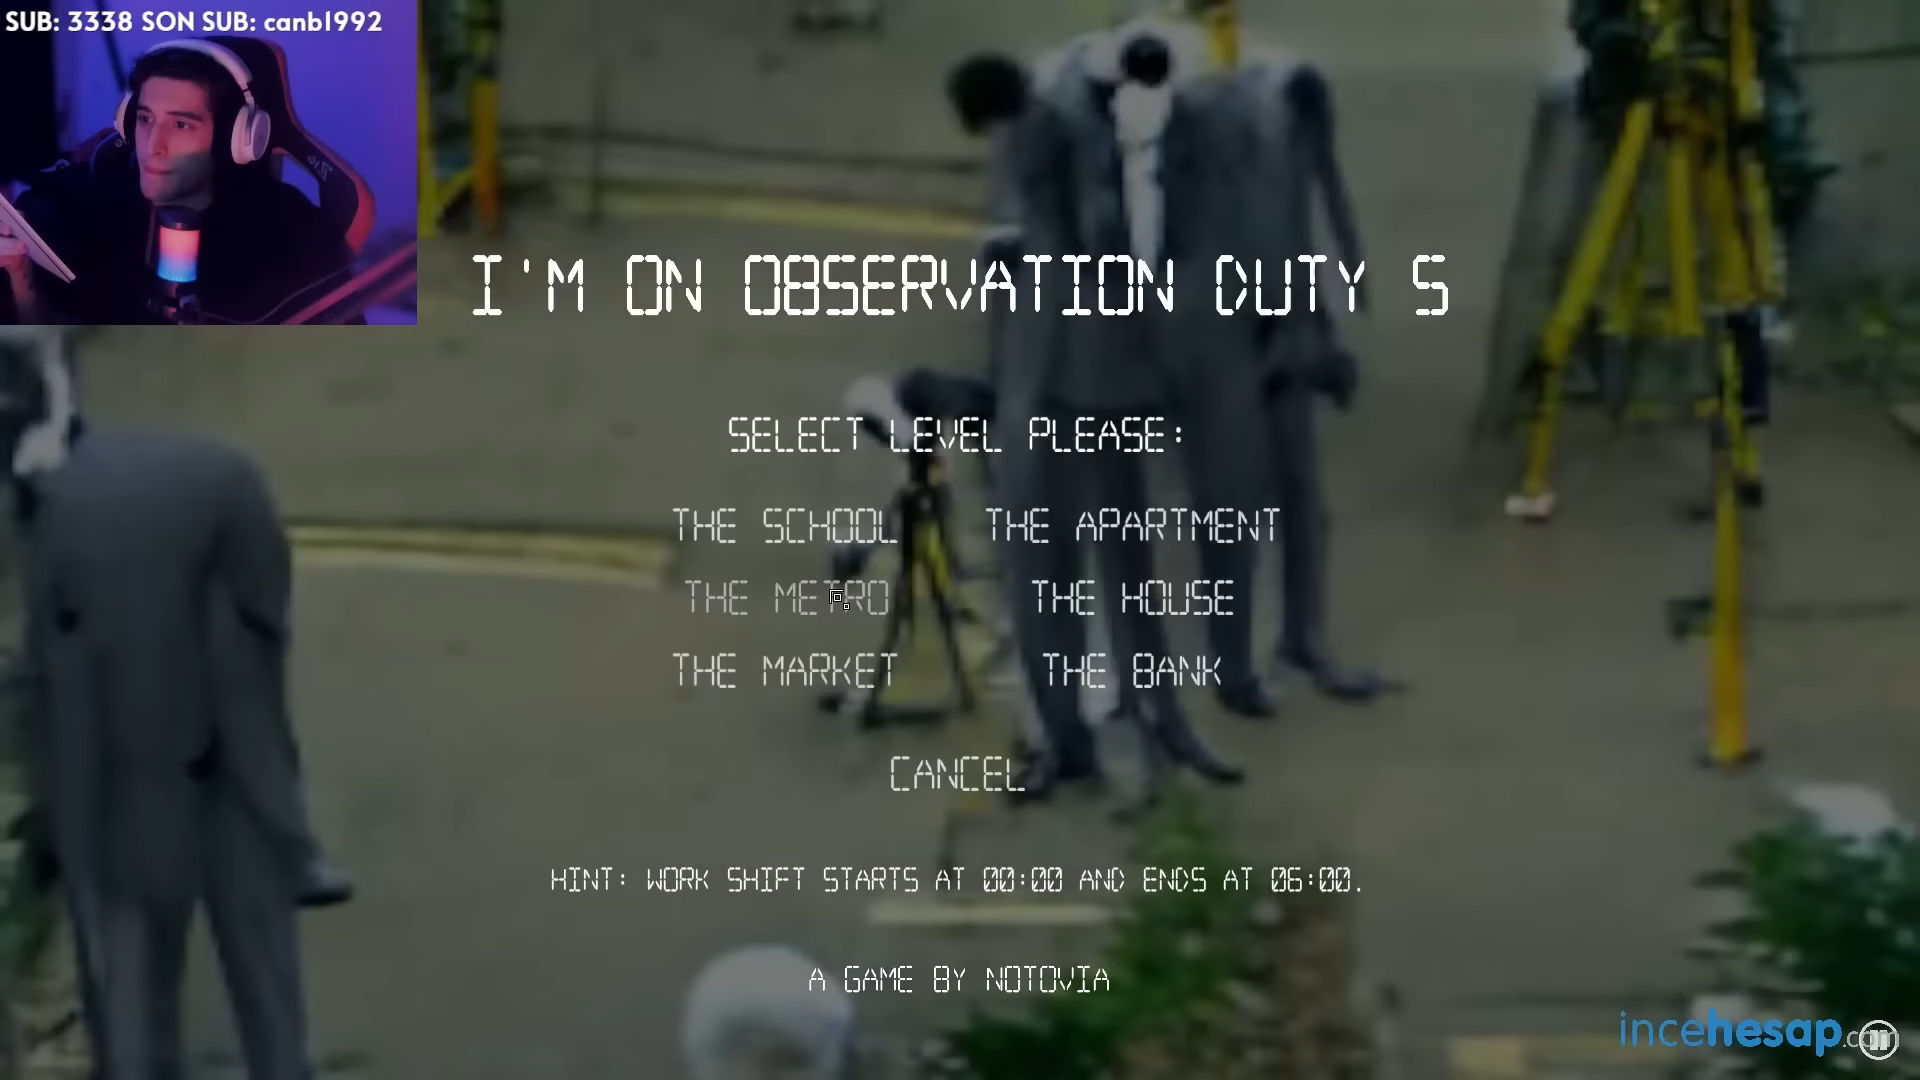 SUB: 3338 SON SUB: canb1992
I'M ON OBSERVATION DUTY 5
SELECT LEVEL PLEASE:
THE SCHOOL THE APARTMENT
THE METRO THE HOUSE
THE MARKET THE BANK
CANCEL
HINT: WORK SHIFT STARTS AT 00:00 AND ENDS AT 06:00.
A GAME BY NOTOVIA
incehesap.com